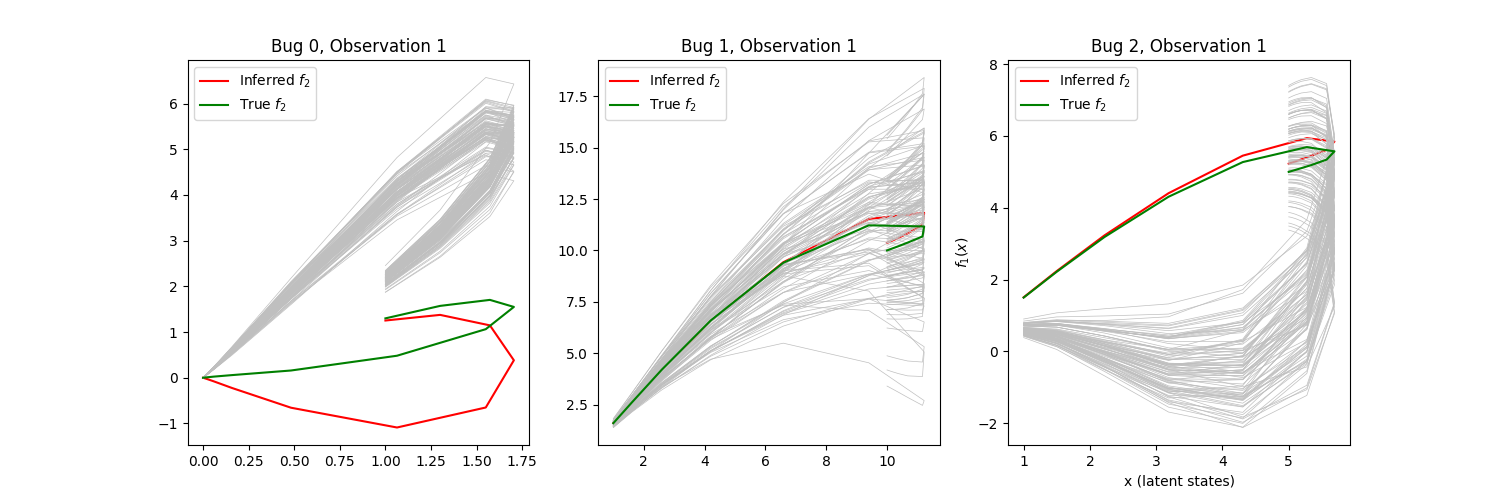 Bug 0, Observation 1
Inferred f₂
True f₂
6
5
4
3
2
1
0
−1
0.00 0.25 0.50 0.75 1.00 1.25 1.50 1.75
Bug 1, Observation 1
Inferred f₂
True f₂
17.5
15.0
12.5
10.0
7.5
5.0
2.5
2 4 6 8 10
Bug 2, Observation 1
Inferred f₂
True f₂
f₁(x)
8
6
4
2
0
−2
1 2 3 4 5
x (latent states)